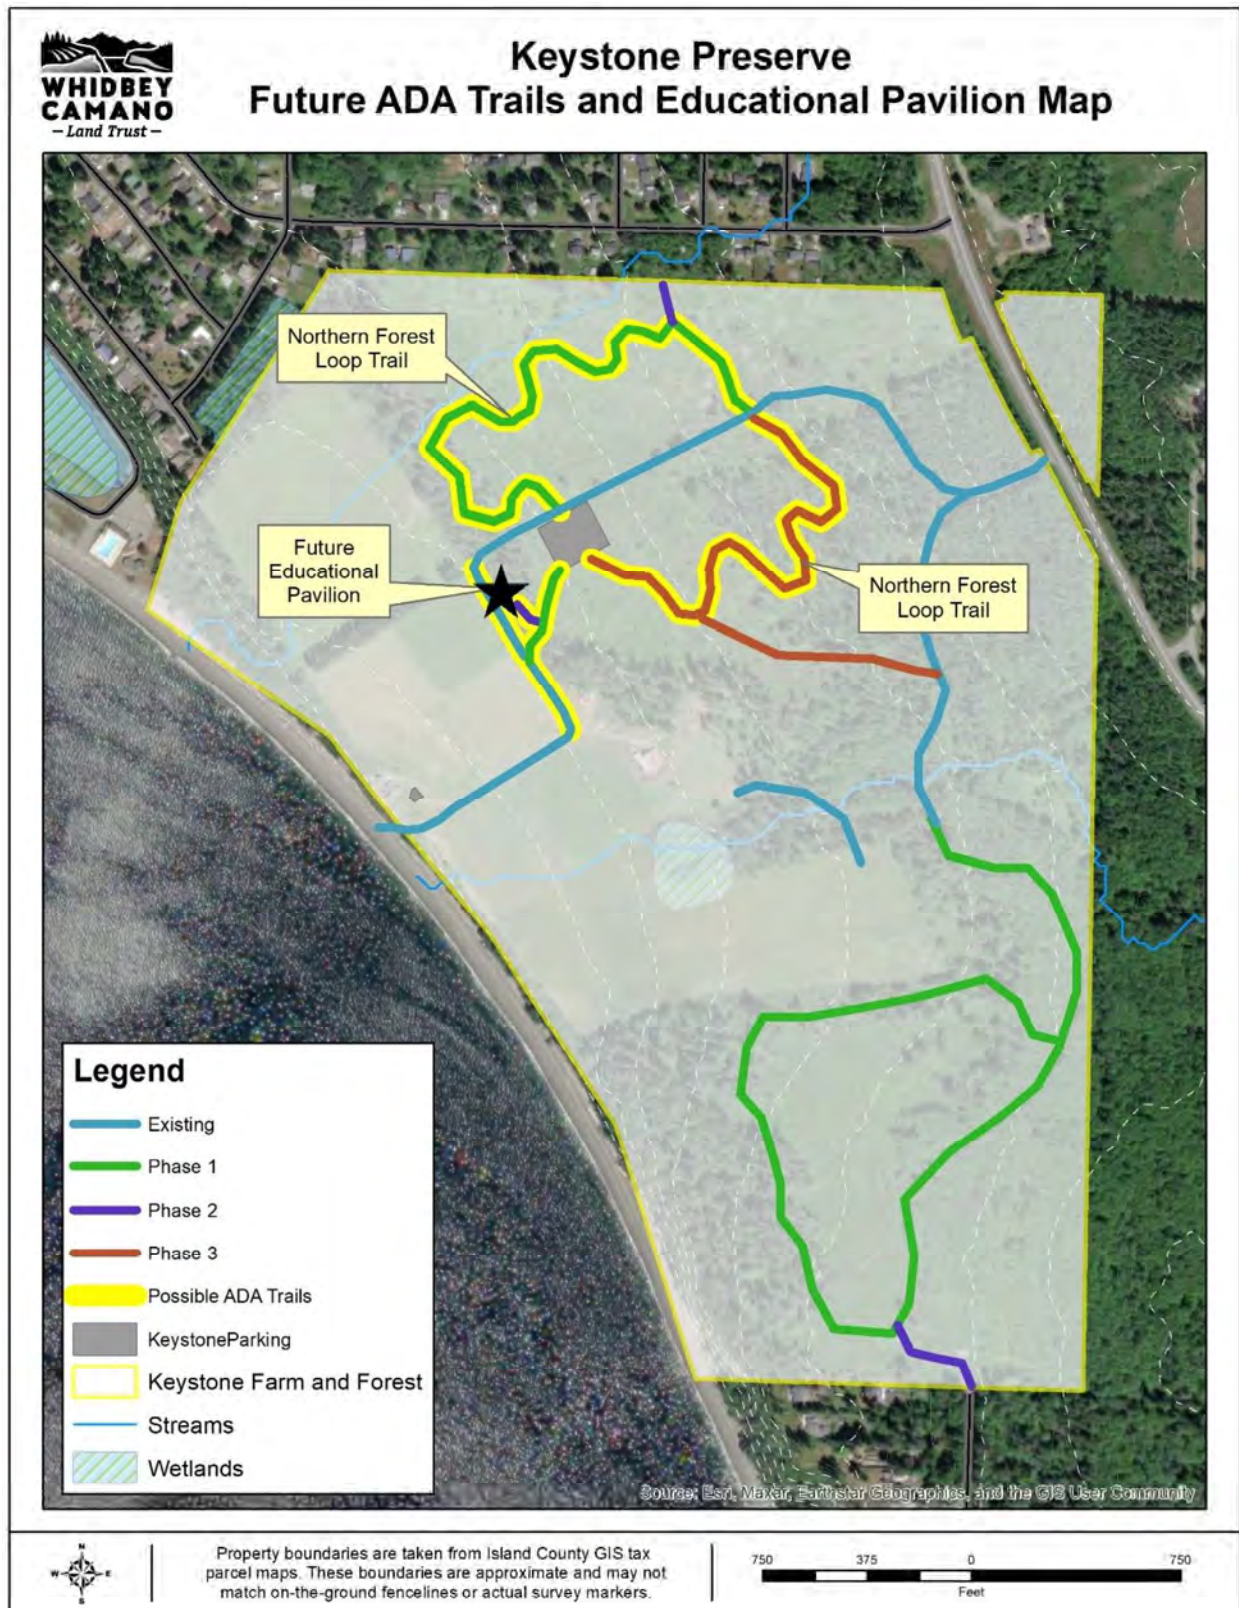 WHIDBEY
CAMANO
– Land Trust –
Keystone Preserve
Future ADA Trails and Educational Pavilion Map
Northern Forest
Loop Trail
Future
Educational
Pavilion
Northern Forest
Loop Trail
Legend
Existing
Phase 1
Phase 2
Phase 3
Possible ADA Trails
KeystoneParking
Keystone Farm and Forest
Streams
Wetlands
Source: Esri, Maxar, Earthstar Geographics, and the GIS User Community
N
W E
S
Property boundaries are taken from Island County GIS tax
parcel maps. These boundaries are approximate and may not
match on-the-ground fencelines or actual survey markers.
750 375 0 750
Feet